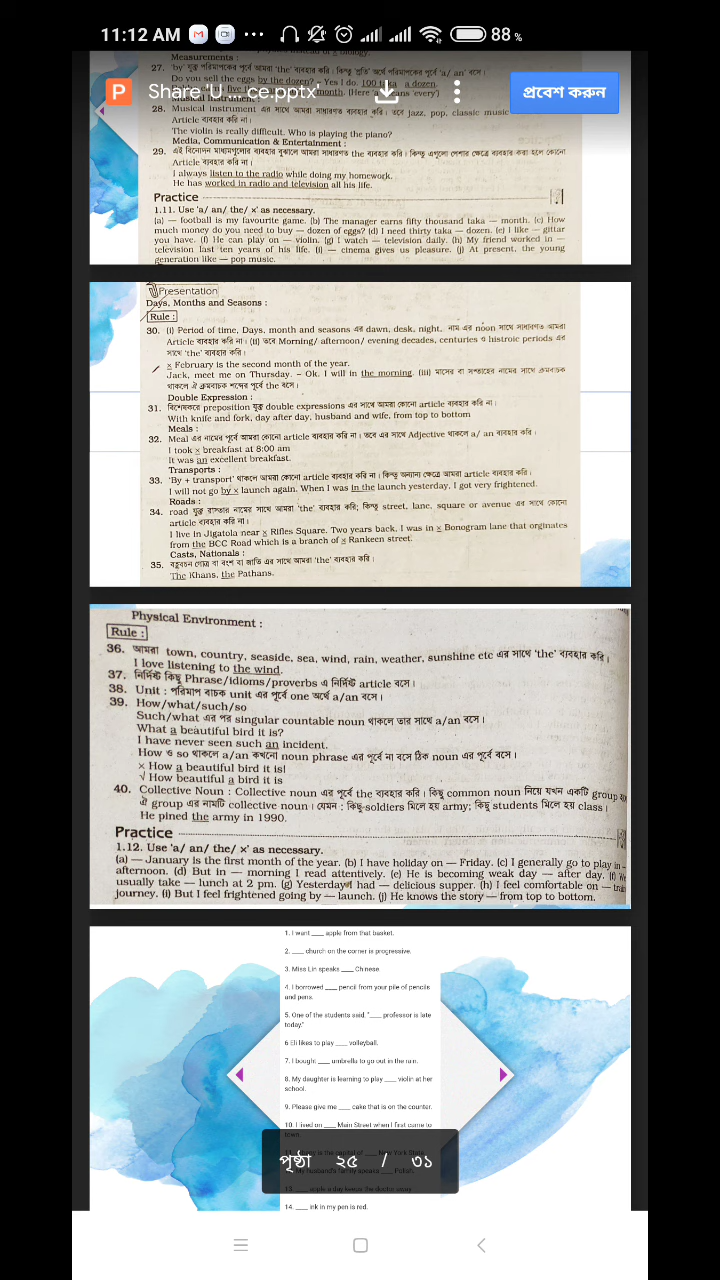 11:12 AM
88%
Measurements :
27. 'by' যুক্ত পরিমাপকের পূর্বে আমরা 'the' ব্যবহার করি। কিন্তু 'প্রতি' অর্থে পরিমাপকের পূর্বে 'a/ an' বসে।
Do you sell the eggs by the dozen? – Yes I do. 100 taka a dozen.
Share 'U ... ce.pptx'
প্রবেশ করুন
month. (Here 'a' means 'every')
Musical Instrument :
28. Musical instrument এর সাথে আমরা সাধারণত 'the' ব্যবহার করি। তবে jazz, pop, classic music
Article ব্যবহার করি না।
The violin is really difficult. Who is playing the piano?
Media, Communication & Entertainment :
29. এই বিনোদন মাধ্যমগুলোর ব্যবহার বুঝালে আমরা সাধারণত the ব্যবহার করি। কিন্তু এগুলো পেশার ক্ষেত্রে ব্যবহার করা হলে কোনো
Article ব্যবহার করি না।
I always listen to the radio while doing my homework.
He has worked in radio and television all his life.
Practice
1.11. Use 'a/ an/ the/ x' as necessary.
(a) — football is my favourite game. (b) The manager earns fifty thousand taka — month. (c) How
much money do you need to buy — dozen of eggs? (d) I need thirty taka — dozen. (e) I like — gittar
you have. (f) He can play on — violin. (g) I watch — television daily. (h) My friend worked in —
television last ten years of his life. (i) — cinema gives us pleasure. (j) At present, the young
generation like — pop music.
Presentation
Days, Months and Seasons :
Rule :
30. (i) Period of time, Days, month and seasons এর dawn, desk, night, নাম এর noon সাথে সাধারণত আমরা
Article ব্যবহার করি না। (ii) তবে Morning/ afternoon/ evening decades, centuries ও histroic periods এর
সাথে 'the' ব্যবহার করি।
x February is the second month of the year.
Jack, meet me on Thursday. – Ok. I will in the morning. (iii) মাসের বা সপ্তাহের নামের সাথে ক্রমবাচক
থাকলে ঐ ক্রমবাচক শব্দের পূর্বে the বসে।
Double Expression :
31. বিশেষকরে preposition যুক্ত double expressions এর সাথে আমরা কোনো article ব্যবহার করি না।
With knife and fork, day after day, husband and wife, from top to bottom
Meals :
32. Meal এর নামের পূর্বে আমরা কোনো article ব্যবহার করি না। তবে এর সাথে Adjective থাকলে a/ an ব্যবহার করি।
I took x breakfast at 8:00 am
It was an excellent breakfast.
Transports :
33. 'By + transport' থাকলে আমরা কোনো article ব্যবহার করি না। কিন্তু অন্যান্য ক্ষেত্রে আমরা article ব্যবহার করি।
I will not go by x launch again. When I was in the launch yesterday, I got very frightened.
Roads :
34. road যুক্ত রাস্তার নামের সাথে আমরা 'the' ব্যবহার করি; কিন্তু street, lane, square or avenue এর সাথে কোনো
article ব্যবহার করি না।
I live in Jigatola near x Rifles Square. Two years back, I was in x Bonogram lane that orginates
from the BCC Road which is a branch of x Rankeen street.
Casts, Nationals :
35. বহুবচন গোত্র বা বংশ বা জাতি এর সাথে আমরা 'the' ব্যবহার করি।
The Khans, the Pathans.
Physical Environment :
Rule :
36. আমরা town, country, seaside, sea, wind, rain, weather, sunshine etc এর সাথে 'the' ব্যবহার করি।
I love listening to the wind.
37. নির্দিষ্ট কিছু Phrase/idioms/proverbs এ নির্দিষ্ট article বসে।
38. Unit : পরিমাপ বাচক unit এর পূর্বে one অর্থে a/an বসে।
39. How/what/such/so
Such/what এর পর singular countable noun থাকলে তার সাথে a/an বসে।
What a beautiful bird it is?
I have never seen such an incident.
How ও so থাকলে a/an কখনো noun phrase এর পূর্বে না বসে ঠিক noun এর পূর্বে বসে।
× How a beautiful bird it is!
√ How beautiful a bird it is
40. Collective Noun : Collective noun এর পূর্বে the ব্যবহার করি। কিছু common noun নিয়ে যখন একটি group
ঐ group এর নামটি collective noun। যেমন : কিছু soldiers মিলে হয় army; কিছু students মিলে হয় class।
He pined the army in 1990.
Practice
1.12. Use 'a/ an/ the/ x' as necessary.
(a) — January is the first month of the year. (b) I have holiday on — Friday. (c) I generally go to play in –
afternoon. (d) But in — morning I read attentively. (e) He is becoming weak day — after day. (f) We
usually take — lunch at 2 pm. (g) Yesterday I had — delicious supper. (h) I feel comfortable on — train
journey. (i) But I feel frightened going by — launch. (j) He knows the story — from top to bottom.
1. I want ___ apple from that basket.
2. ___ church on the corner is progressive.
3. Miss Lin speaks ___ Chinese.
4. I borrowed ___ pencil from your pile of pencils
and pens.
5. One of the students said, "___ professor is late
today."
6 Eli likes to play ___ volleyball.
7. I bought ___ umbrella to go out in the rain.
8. My daughter is learning to play ___ violin at her
school.
9. Please give me ___ cake that is on the counter.
10. I lived on ___ Main Street when I first came to
town.
পৃষ্ঠা ২৫ / ৩১
14. ___ ink in my pen is red.